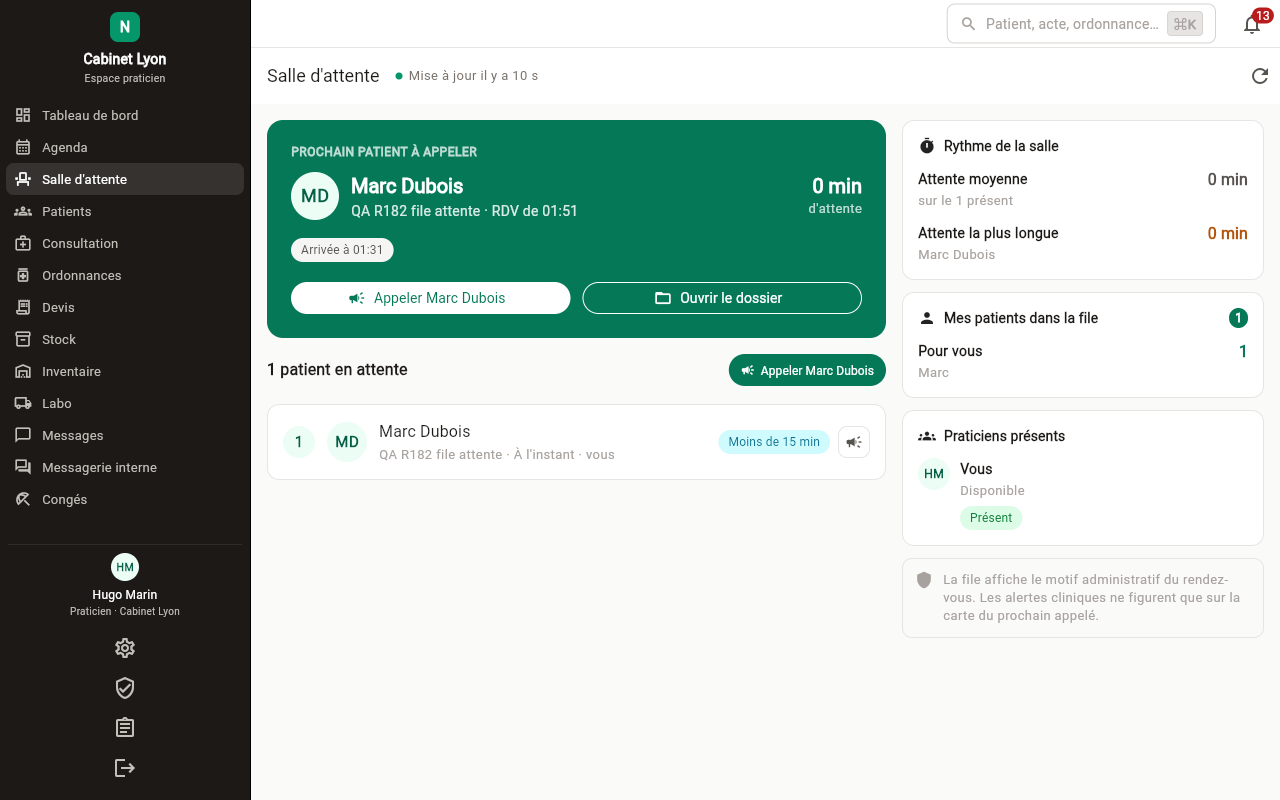 N
Cabinet Lyon
Espace praticien
Tableau de bord
Agenda
Salle d'attente
Patients
Consultation
Ordonnances
Devis
Stock
Inventaire
Labo
Messages
Messagerie interne
Congés
HM
Hugo Marin
Praticien · Cabinet Lyon
Patient, acte, ordonnance… ⌘K
13
Salle d'attente
Mise à jour il y a 10 s
PROCHAIN PATIENT À APPELER
MD
Marc Dubois
QA R182 file attente · RDV de 01:51
0 min
d'attente
Arrivée à 01:31
Appeler Marc Dubois
Ouvrir le dossier
1 patient en attente
Appeler Marc Dubois
1
MD
Marc Dubois
QA R182 file attente · À l'instant · vous
Moins de 15 min
Rythme de la salle
Attente moyenne
0 min
sur le 1 présent
Attente la plus longue
0 min
Marc Dubois
Mes patients dans la file
1
Pour vous
1
Marc
Praticiens présents
HM
Vous
Disponible
Présent
La file affiche le motif administratif du rendez-
vous. Les alertes cliniques ne figurent que sur la
carte du prochain appelé.